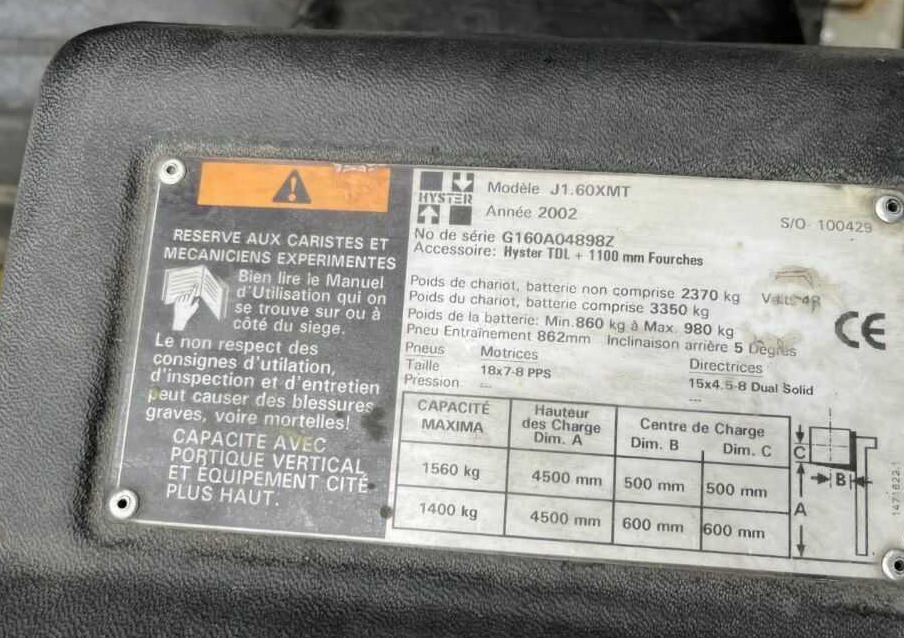 RESERVE AUX CARISTES ET
MECANICIENS EXPERIMENTES
Bien lire le Manuel
d'Utilisation qui on
se trouve sur ou à
côté du siege.
Le non respect des
consignes d'utilation,
d'inspection et d'entretien
peut causer des blessures
graves, voire mortelles!
CAPACITE AVEC
PORTIQUE VERTICAL
ET EQUIPEMENT CITÉ
PLUS HAUT.
HYSTER
Modèle J1.60XMT
Année 2002
S/O 100429
No de série G160A04898Z
Accessoire: Hyster TDL + 1100 mm Fourches
Poids de chariot, batterie non comprise 2370 kg Volts
Poids du chariot, batterie comprise 3350 kg
Poids de la batterie: Min. 860 kg à Max. 980 kg
Pneu Entraînement 862mm Inclinaison arrière 5 Degrés
CE
Pneus Motrices Directrices
Taille 18x7-8 PPS 15x4.5-8 Dual Solid
Pression --- ---
CAPACITÉ MAXIMA Hauteur des Charge Dim. A Centre de Charge Dim. B Dim. C
1560 kg 4500 mm 500 mm 500 mm
1400 kg 4500 mm 600 mm 600 mm
C
B
A
1471622-1